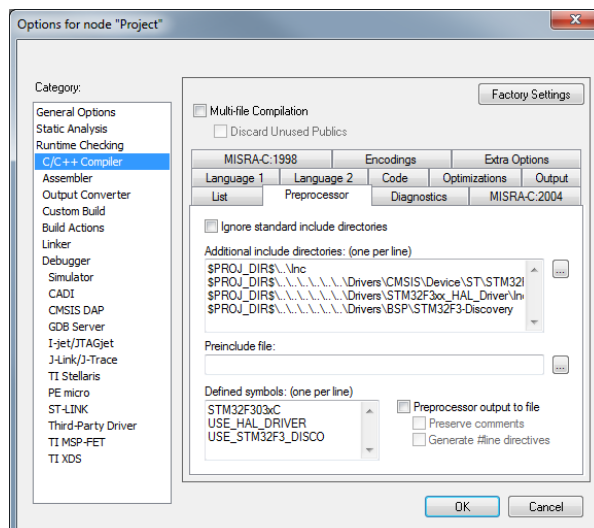 Options for node "Project"
X
Category:
General Options
Static Analysis
Runtime Checking
C/C++ Compiler
Assembler
Output Converter
Custom Build
Build Actions
Linker
Debugger
Simulator
CADI
CMSIS DAP
GDB Server
I-jet/JTAGjet
J-Link/J-Trace
TI Stellaris
PE micro
ST-LINK
Third-Party Driver
TI MSP-FET
TI XDS
Factory Settings
Multi-file Compilation
Discard Unused Publics
MISRA-C:1998 Encodings Extra Options
Language 1 Language 2 Code Optimizations Output
List Preprocessor Diagnostics MISRA-C:2004
Ignore standard include directories
Additional include directories: (one per line)
$PROJ_DIR$\..\Inc
$PROJ_DIR$\..\..\..\..\..\..\Drivers\CMSIS\Device\ST\STM32
$PROJ_DIR$\..\..\..\..\..\..\Drivers\STM32F3xx_HAL_Driver\In
$PROJ_DIR$\..\..\..\..\..\..\Drivers\BSP\STM32F3-Discovery
...
Preinclude file:
...
Defined symbols: (one per line)
STM32F303xC
USE_HAL_DRIVER
USE_STM32F3_DISCO
Preprocessor output to file
Preserve comments
Generate #line directives
OK Cancel